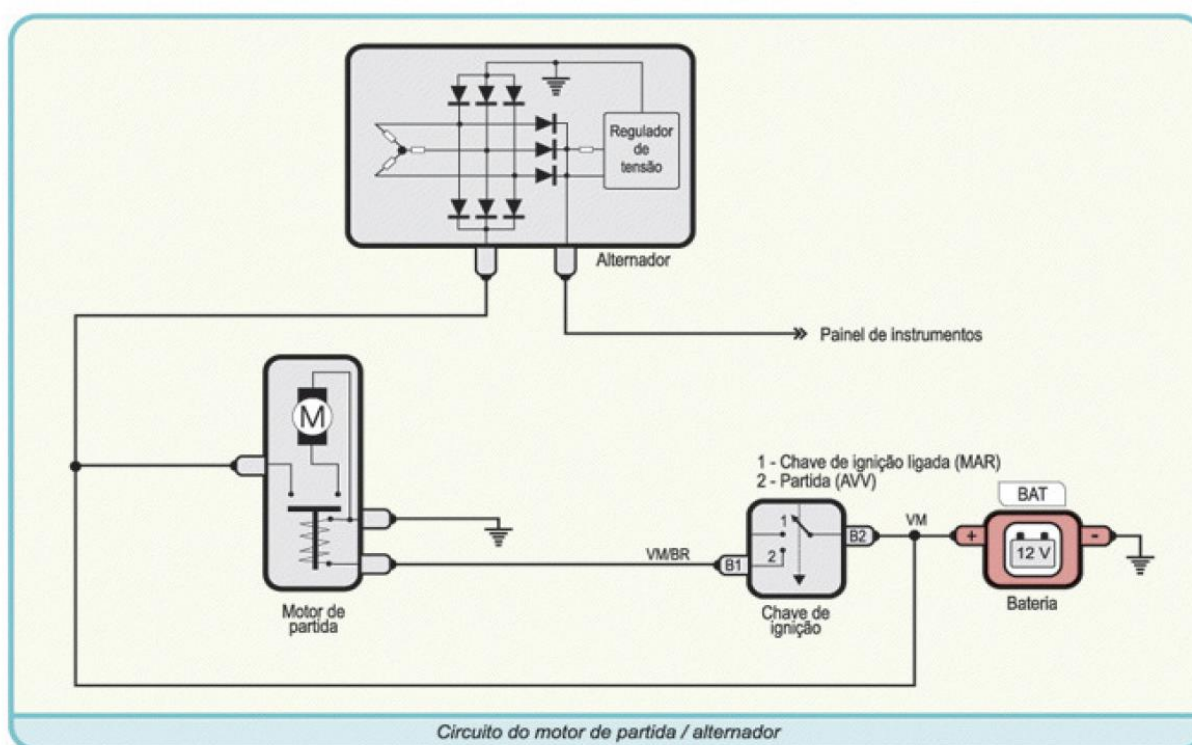 Regulador
de
tensão
Alternador
Painel de instrumentos
M
1 - Chave de ignição ligada (MAR)
2 - Partida (AVV)
BAT
1
2
B2
VM
+
12 V
-
VM/BR
B1
Motor de
partida
Chave de
ignição
Bateria
Circuito do motor de partida / alternador